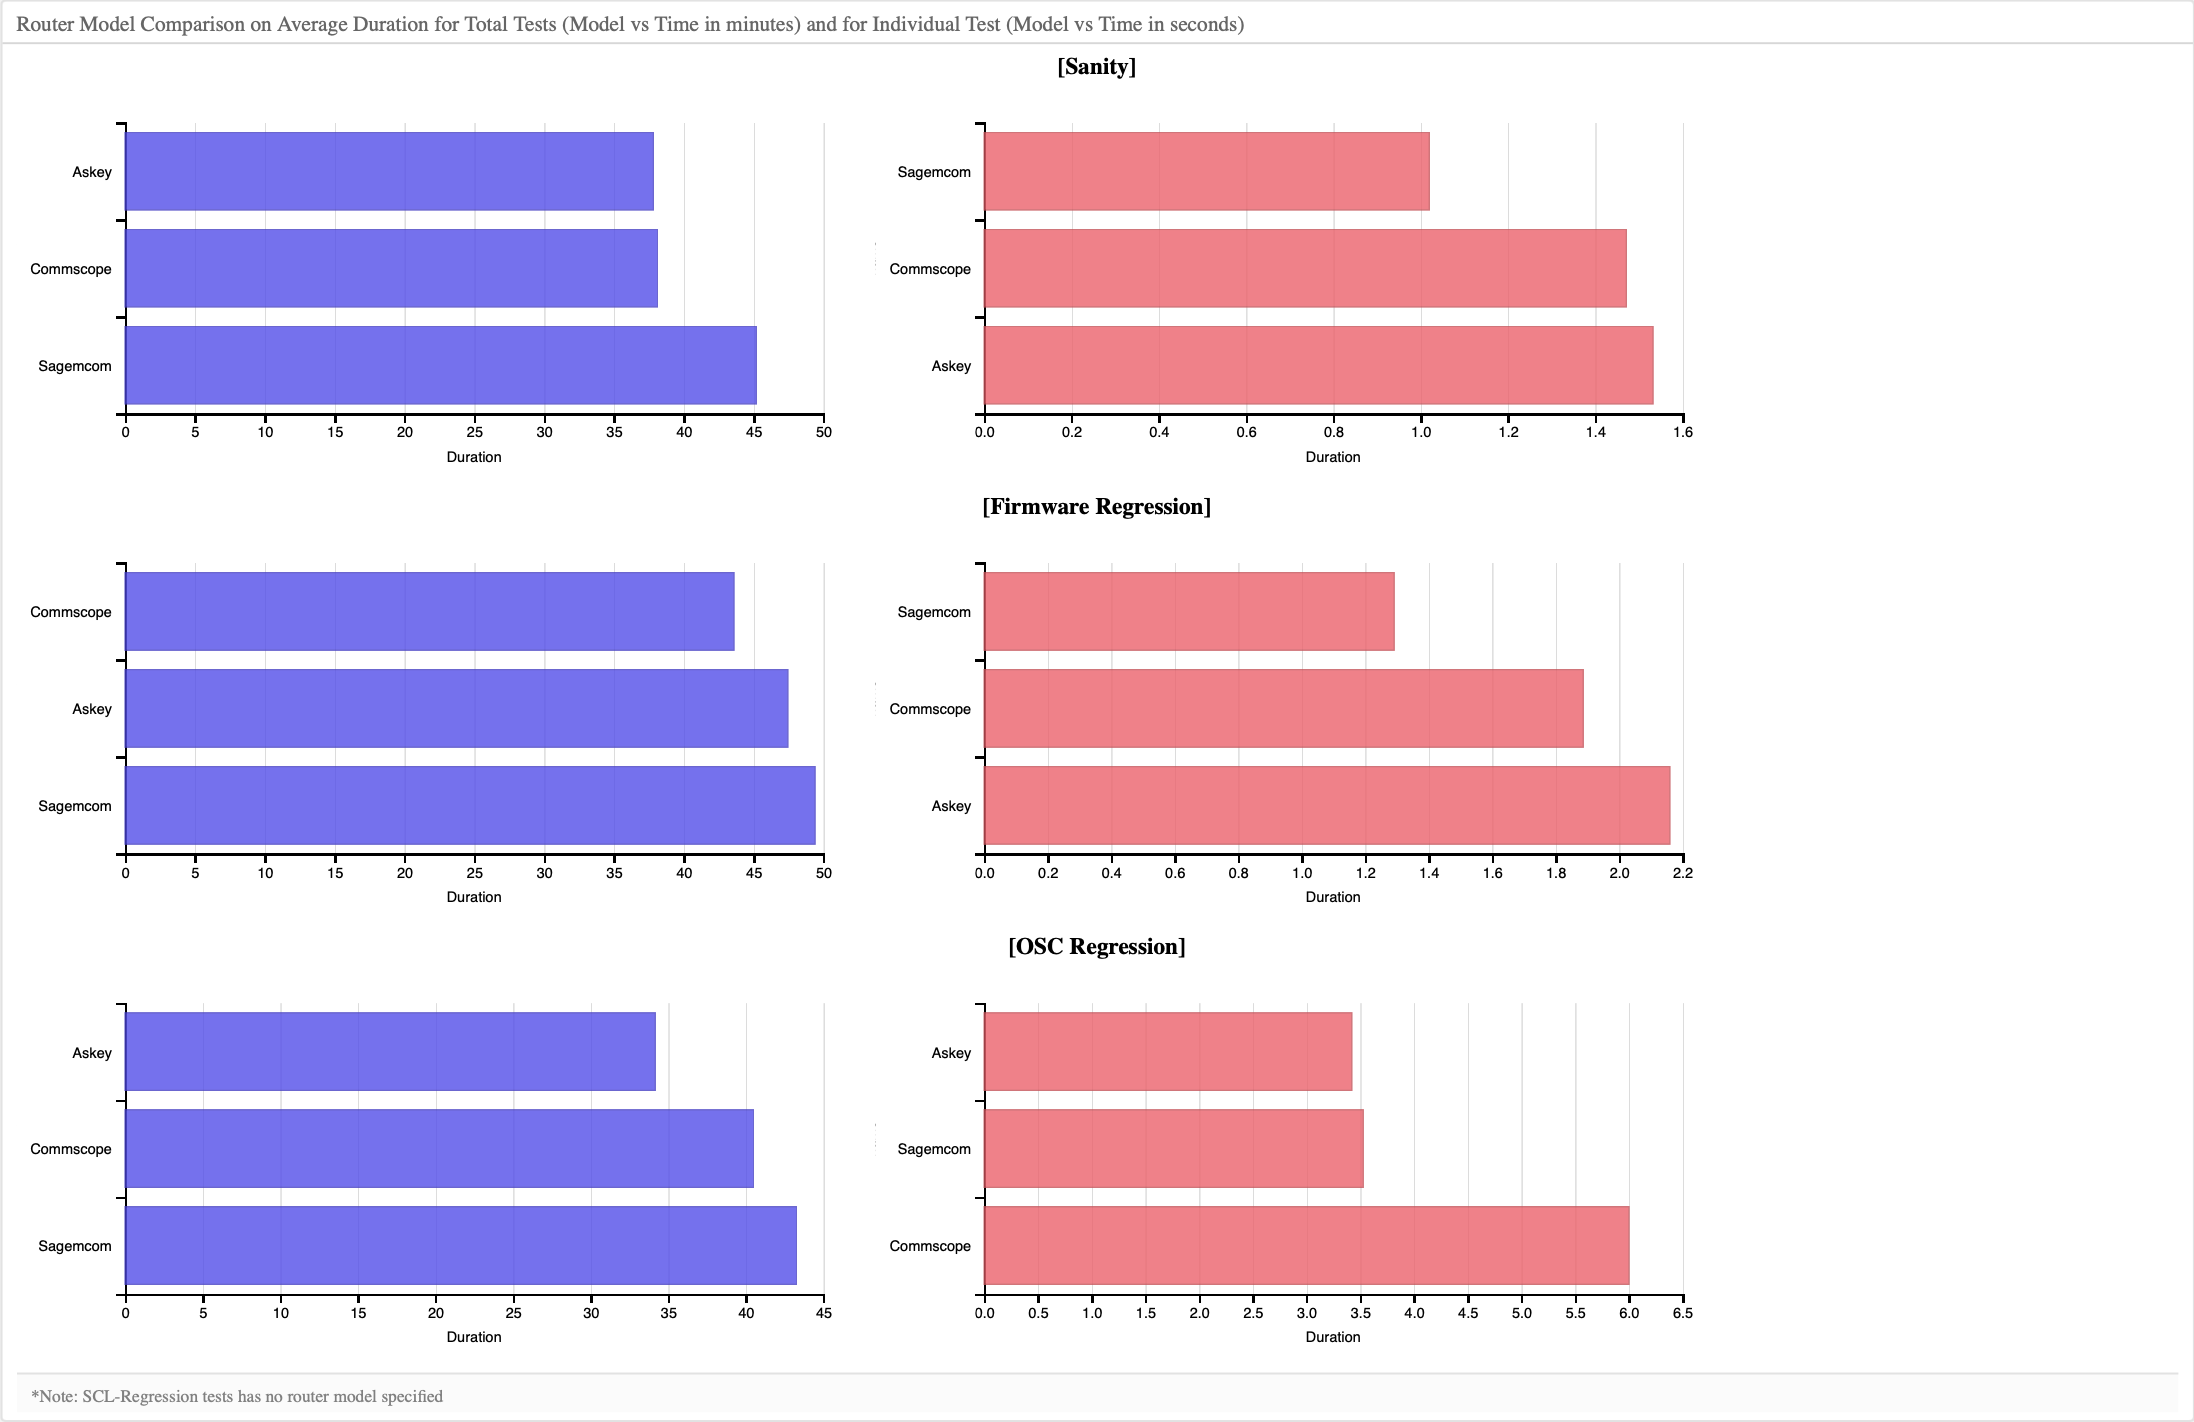 Router Model Comparison on Average Duration for Total Tests (Model vs Time in minutes) and for Individual Test (Model vs Time in seconds)
[Sanity]
Askey
Commscope
Sagemcom
0 5 10 15 20 25 30 35 40 45 50
Duration
Sagemcom
Commscope
Askey
0.0 0.2 0.4 0.6 0.8 1.0 1.2 1.4 1.6
Duration
[Firmware Regression]
Commscope
Askey
Sagemcom
0 5 10 15 20 25 30 35 40 45 50
Duration
Sagemcom
Commscope
Askey
0.0 0.2 0.4 0.6 0.8 1.0 1.2 1.4 1.6 1.8 2.0 2.2
Duration
[OSC Regression]
Askey
Commscope
Sagemcom
0 5 10 15 20 25 30 35 40 45
Duration
Askey
Sagemcom
Commscope
0.0 0.5 1.0 1.5 2.0 2.5 3.0 3.5 4.0 4.5 5.0 5.5 6.0 6.5
Duration
*Note: SCL-Regression tests has no router model specified